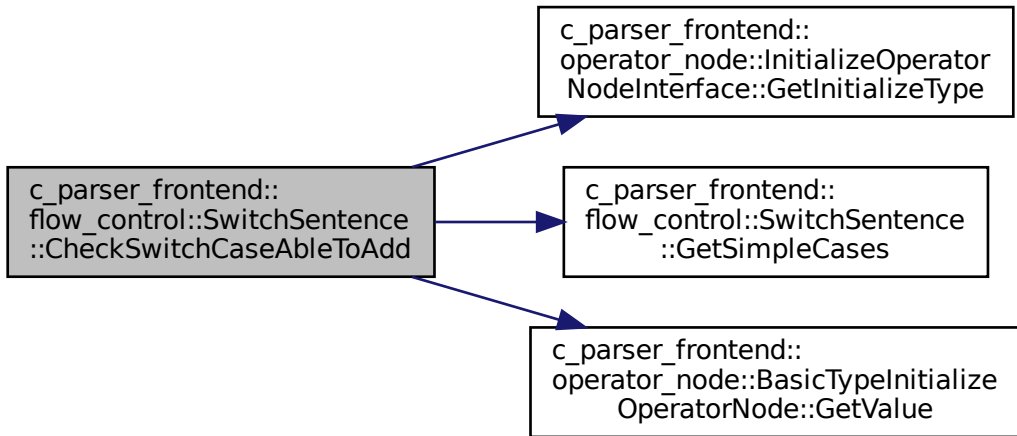 c_parser_frontend::
operator_node::InitializeOperator
NodeInterface::GetInitializeType
c_parser_frontend::
flow_control::SwitchSentence
::CheckSwitchCaseAbleToAdd
c_parser_frontend::
flow_control::SwitchSentence
::GetSimpleCases
c_parser_frontend::
operator_node::BasicTypeInitialize
OperatorNode::GetValue